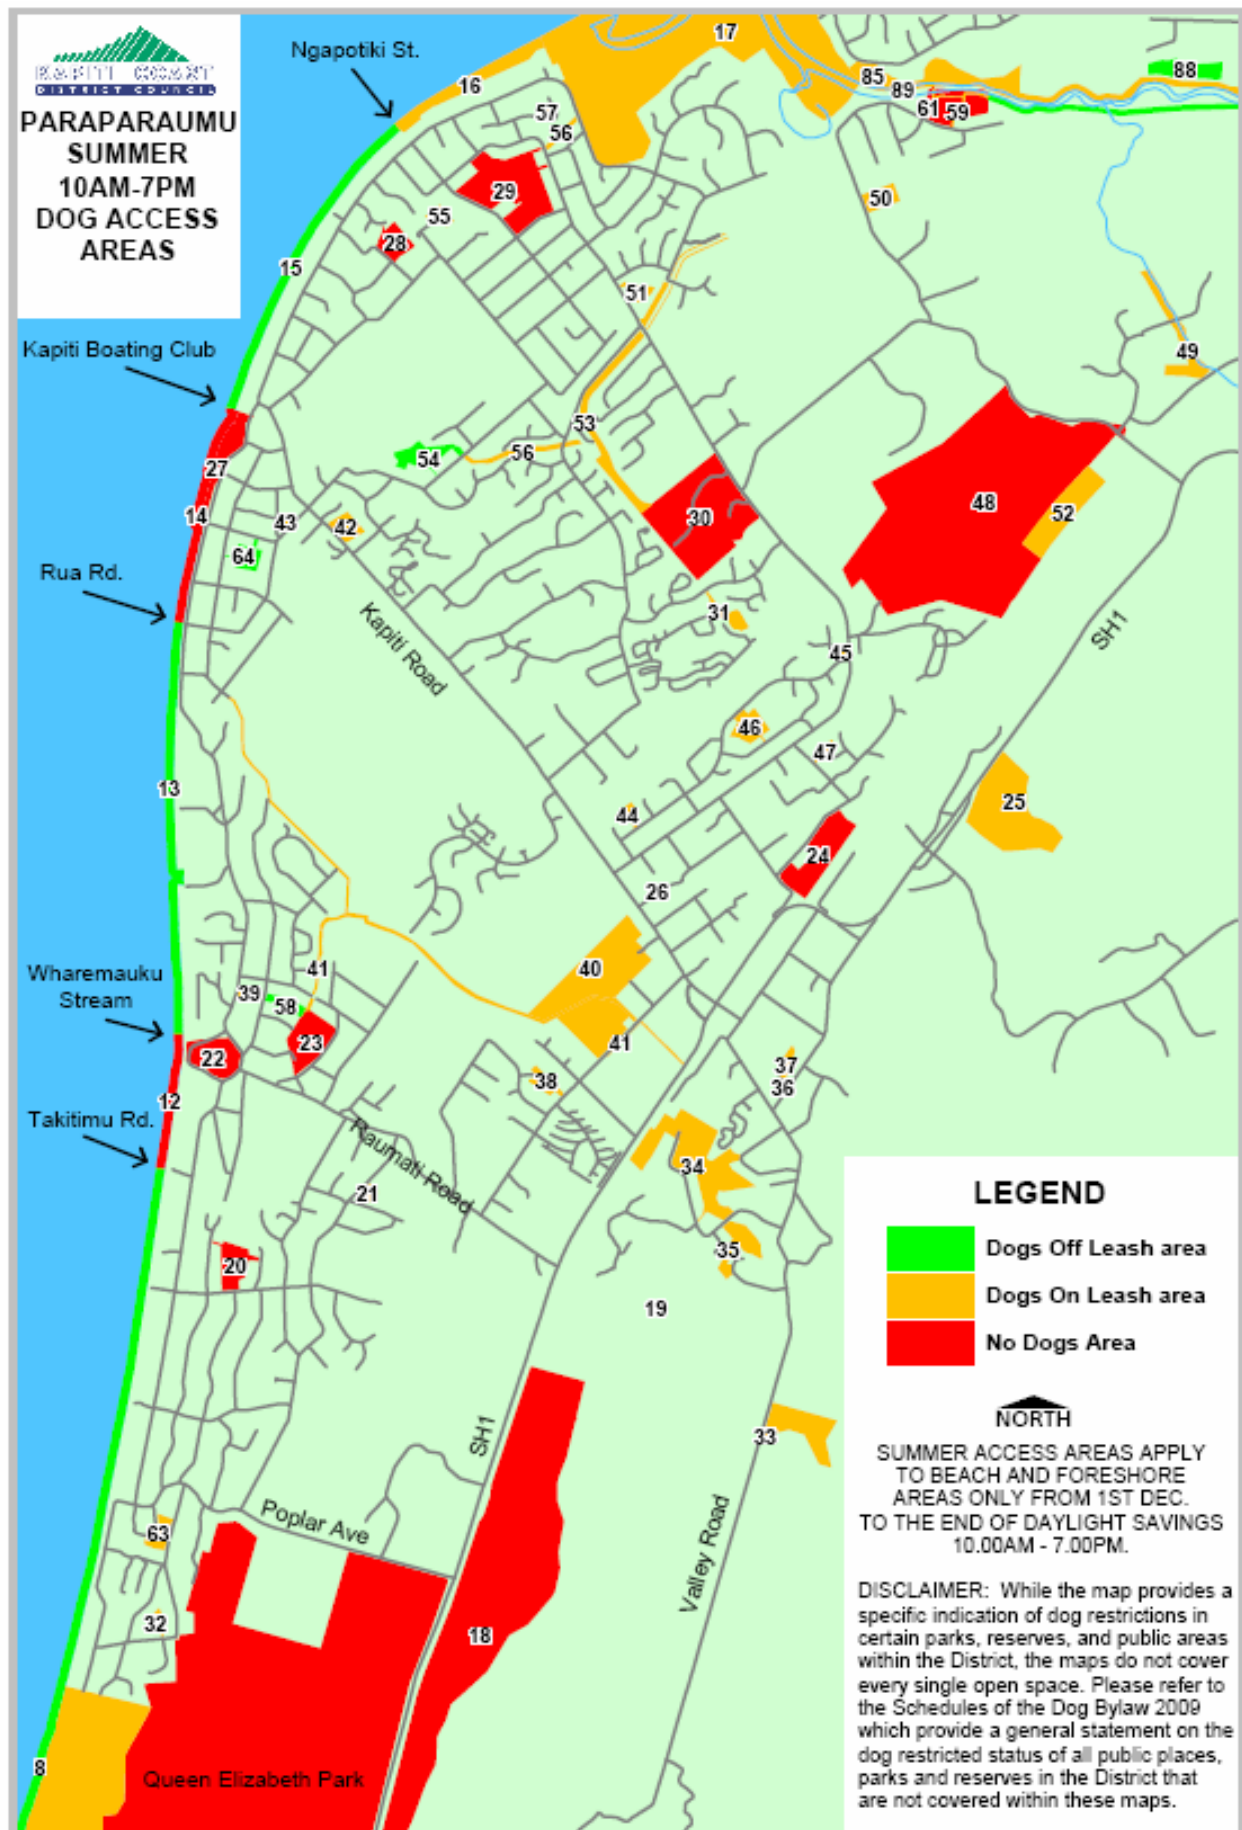 KAPITI COAST
DISTRICT COUNCIL
PARAPARAUMU
SUMMER
10AM-7PM
DOG ACCESS
AREAS
Ngapotiki St.
Kapiti Boating Club
Rua Rd.
Wharemauku
Stream
Takitimu Rd.
17
16
85
89
88
57
56
61
59
29
50
55
28
15
51
49
53
54
56
27
14
43
42
30
48
52
64
31
Kapiti Road
45
SH1
46
47
13
44
25
24
26
41
40
39
58
22
23
41
37
36
38
12
Raumati Road
34
21
35
20
19
33
SH1
Poplar Ave
63
Valley Road
32
18
8
Queen Elizabeth Park
LEGEND
Dogs Off Leash area
Dogs On Leash area
No Dogs Area
NORTH
SUMMER ACCESS AREAS APPLY
TO BEACH AND FORESHORE
AREAS ONLY FROM 1ST DEC.
TO THE END OF DAYLIGHT SAVINGS
10.00AM - 7.00PM.
DISCLAIMER: While the map provides a
specific indication of dog restrictions in
certain parks, reserves, and public areas
within the District, the maps do not cover
every single open space. Please refer to
the Schedules of the Dog Bylaw 2009
which provide a general statement on the
dog restricted status of all public places,
parks and reserves in the District that
are not covered within these maps.